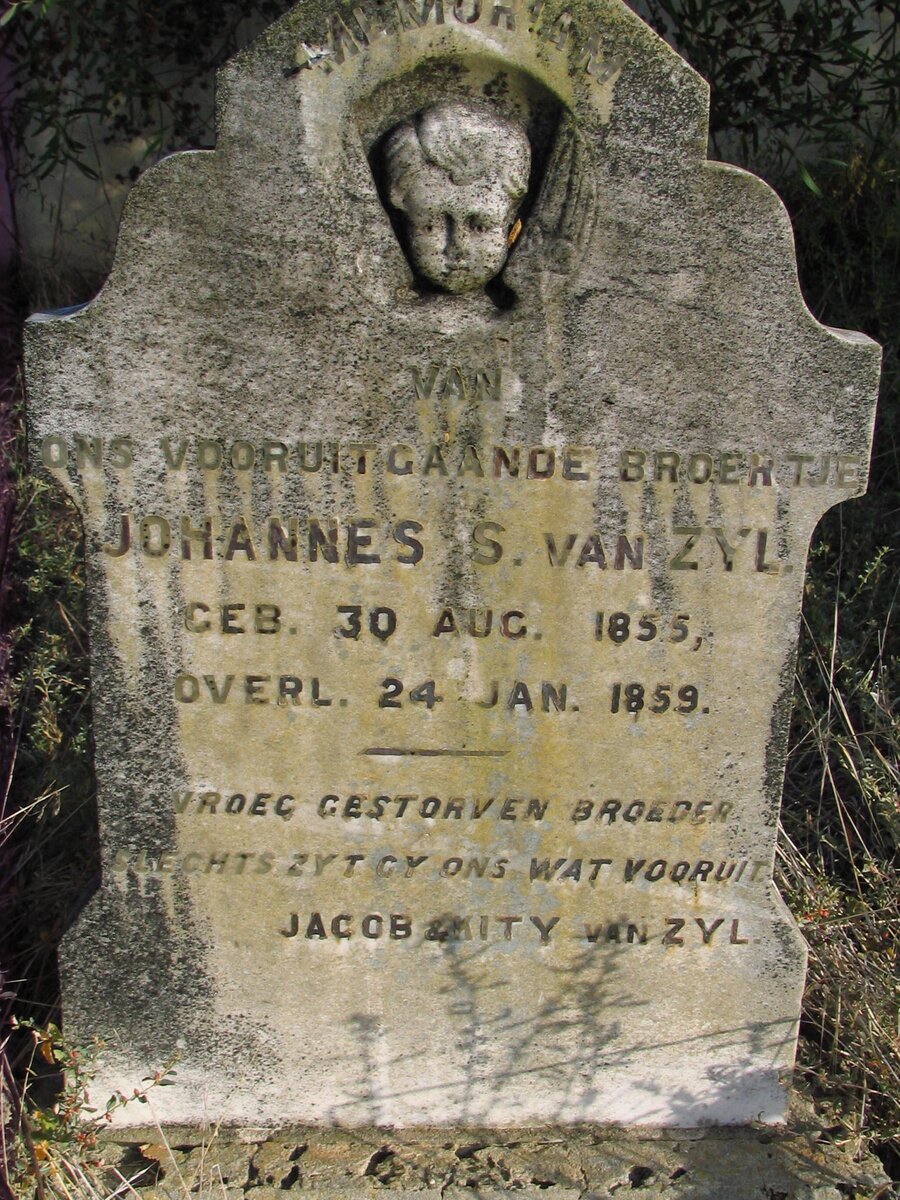 MEMORIAM
VAN
ONS VOORUITGAANDE BROERTJE
JOHANNES S. VAN ZYL.
GEB. 30 AUG. 1855,
OVERL. 24 JAN. 1859.
VROEG GESTORVEN BROEDER
SLECHTS ZYT GY ONS WAT VOORUIT.
JACOB & KITY VAN ZYL.